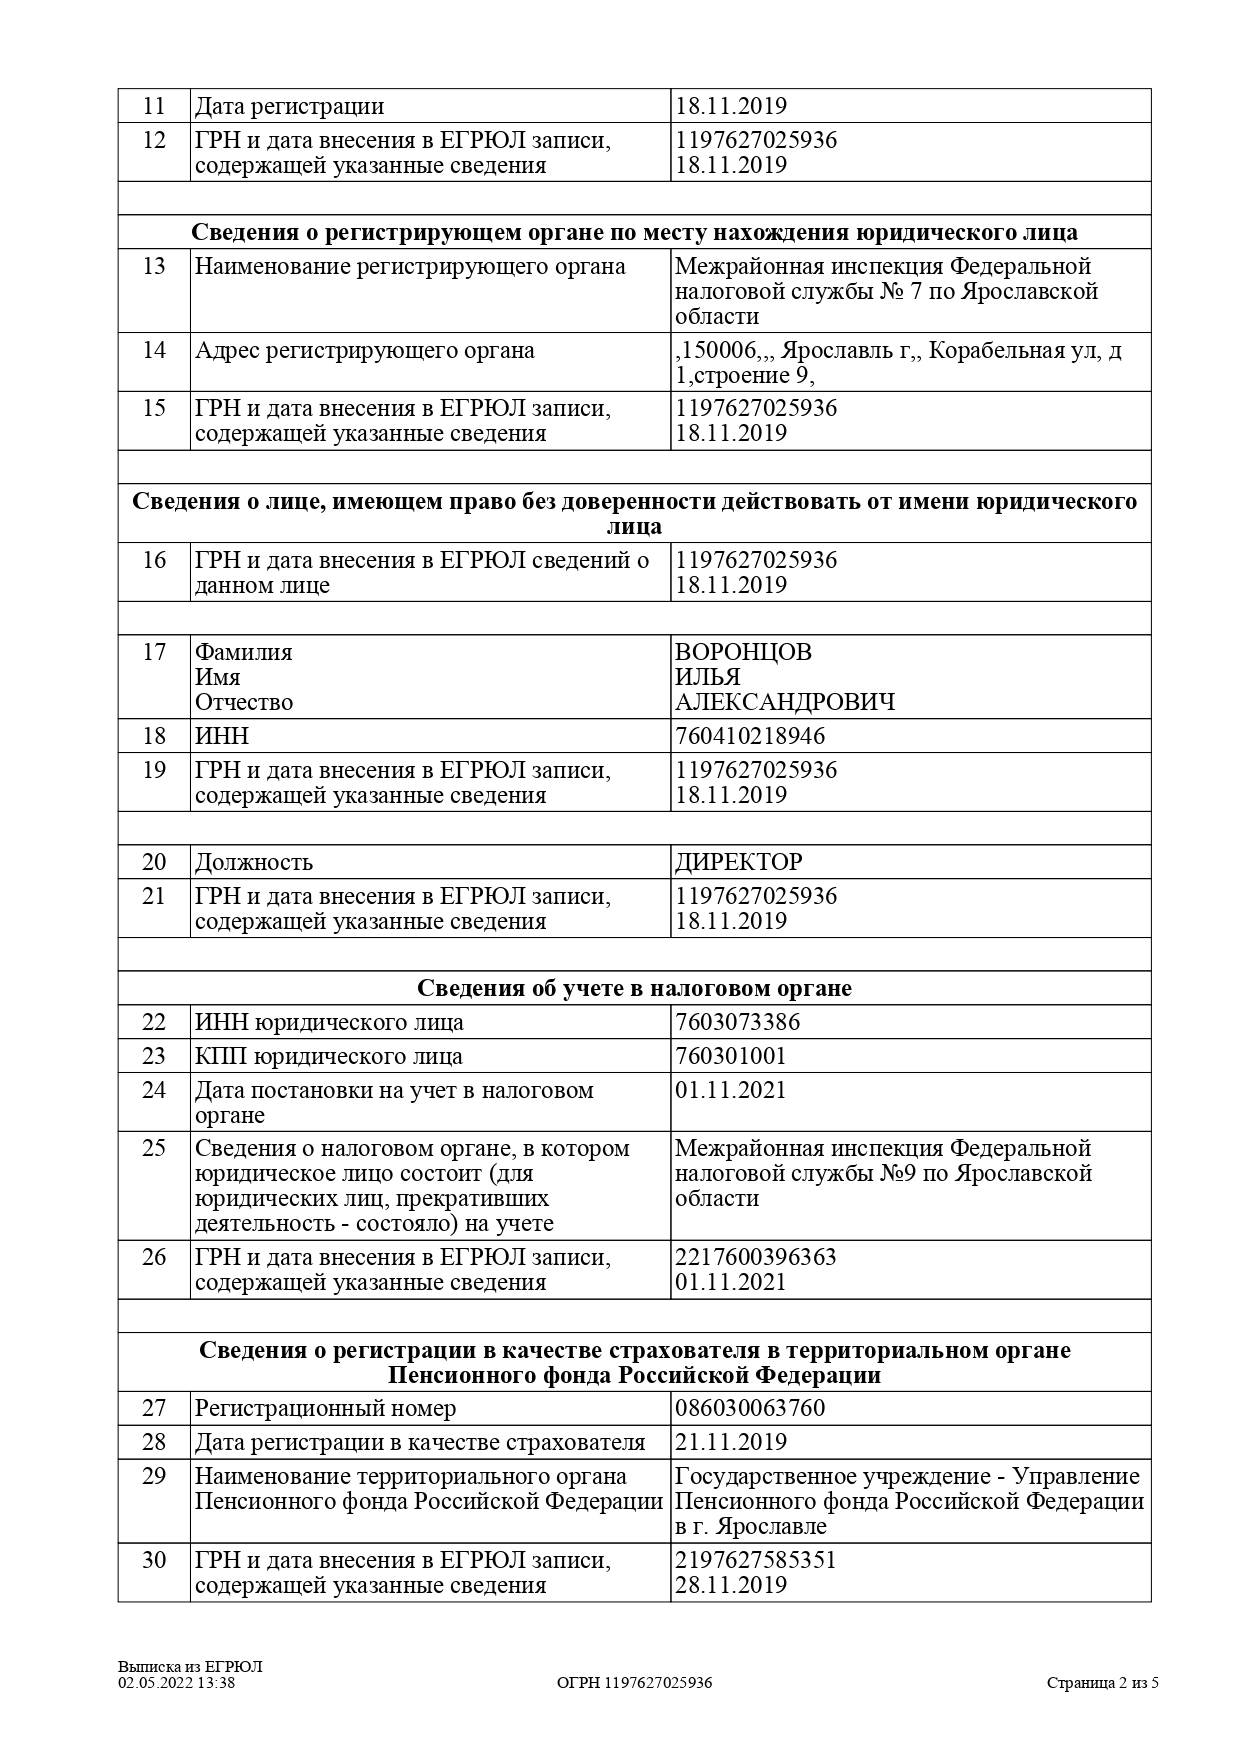 11 Дата регистрации 18.11.2019
12 ГРН и дата внесения в ЕГРЮЛ записи, 1197627025936
содержащей указанные сведения 18.11.2019
Сведения о регистрирующем органе по месту нахождения юридического лица
13 Наименование регистрирующего органа Межрайонная инспекция Федеральной
налоговой службы № 7 по Ярославской
области
14 Адрес регистрирующего органа ,150006,,, Ярославль г,, Корабельная ул, д
1,строение 9,
15 ГРН и дата внесения в ЕГРЮЛ записи, 1197627025936
содержащей указанные сведения 18.11.2019
Сведения о лице, имеющем право без доверенности действовать от имени юридического
лица
16 ГРН и дата внесения в ЕГРЮЛ сведений о 1197627025936
данном лице 18.11.2019
17 Фамилия ВОРОНЦОВ
Имя ИЛЬЯ
Отчество АЛЕКСАНДРОВИЧ
18 ИНН 760410218946
19 ГРН и дата внесения в ЕГРЮЛ записи, 1197627025936
содержащей указанные сведения 18.11.2019
20 Должность ДИРЕКТОР
21 ГРН и дата внесения в ЕГРЮЛ записи, 1197627025936
содержащей указанные сведения 18.11.2019
Сведения об учете в налоговом органе
22 ИНН юридического лица 7603073386
23 КПП юридического лица 760301001
24 Дата постановки на учет в налоговом 01.11.2021
органе
25 Сведения о налоговом органе, в котором Межрайонная инспекция Федеральной
юридическое лицо состоит (для налоговой службы №9 по Ярославской
юридических лиц, прекративших области
деятельность - состояло) на учете
26 ГРН и дата внесения в ЕГРЮЛ записи, 2217600396363
содержащей указанные сведения 01.11.2021
Сведения о регистрации в качестве страхователя в территориальном органе
Пенсионного фонда Российской Федерации
27 Регистрационный номер 086030063760
28 Дата регистрации в качестве страхователя 21.11.2019
29 Наименование территориального органа Государственное учреждение - Управление
Пенсионного фонда Российской Федерации Пенсионного фонда Российской Федерации
в г. Ярославле
30 ГРН и дата внесения в ЕГРЮЛ записи, 2197627585351
содержащей указанные сведения 28.11.2019
Выписка из ЕГРЮЛ
02.05.2022 13:38 ОГРН 1197627025936 Страница 2 из 5